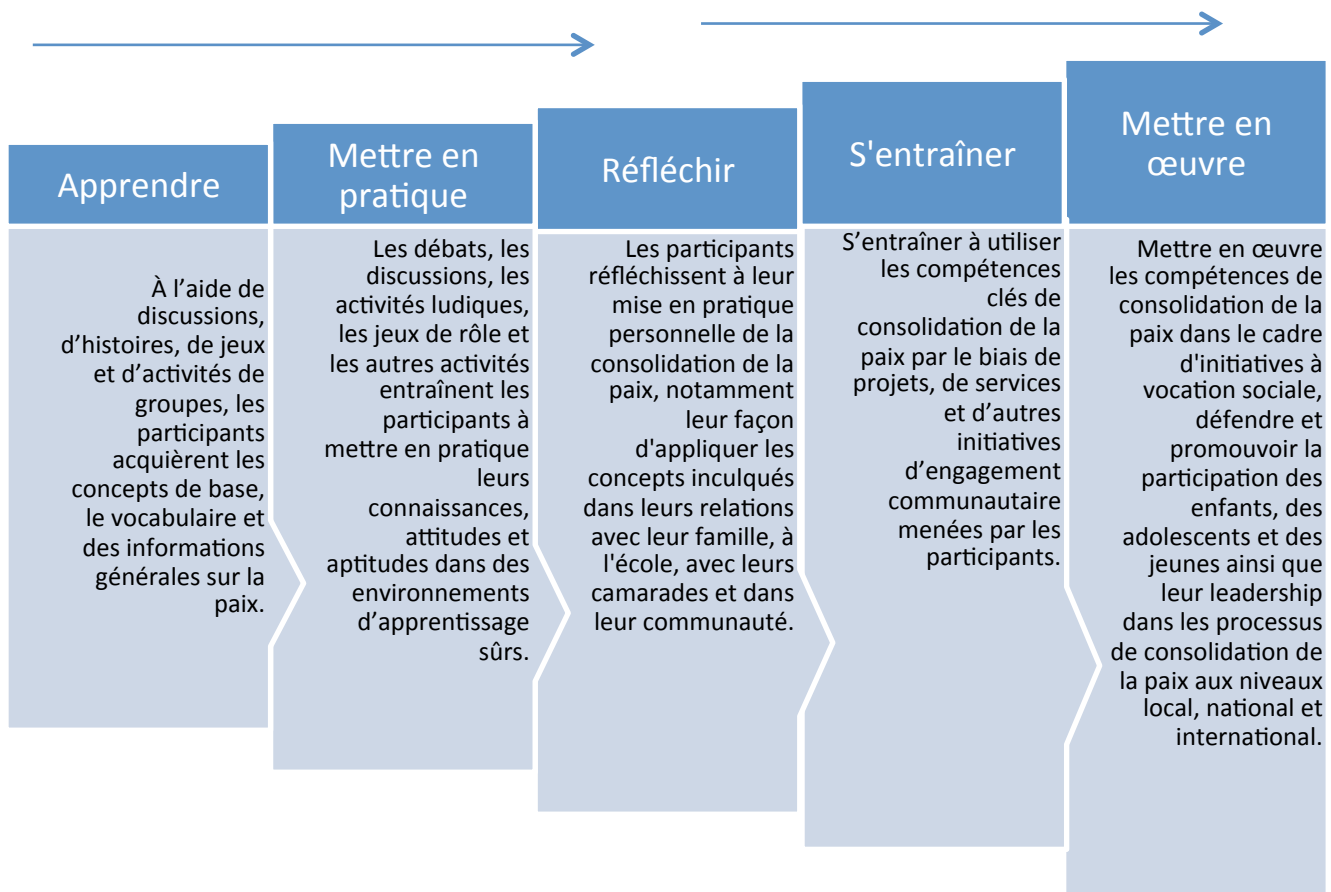 Apprendre
À l’aide de
discussions,
d’histoires, de jeux
et d’activités de
groupes, les
participants
acquièrent les
concepts de base,
le vocabulaire et
des informations
générales sur la
paix.
Mettre en
pratique
Les débats, les
discussions, les
activités ludiques,
les jeux de rôle et
les autres activités
entraînent les
participants à
mettre en pratique
leurs
connaissances,
attitudes et
aptitudes dans des
environnements
d’apprentissage
sûrs.
Réfléchir
Les participants
réfléchissent à leur
mise en pratique
personnelle de la
consolidation de la
paix, notamment
leur façon
d'appliquer les
concepts inculqués
dans leurs relations
avec leur famille, à
l'école, avec leurs
camarades et dans
leur communauté.
S'entraîner
S’entraîner à utiliser
les compétences
clés de
consolidation de la
paix par le biais de
projets, de services
et d’autres
initiatives
d’engagement
communautaire
menées par les
participants.
Mettre en
œuvre
Mettre en œuvre
les compétences de
consolidation de la
paix dans le cadre
d'initiatives à
vocation sociale,
défendre et
promouvoir la
participation des
enfants, des
adolescents et des
jeunes ainsi que
leur leadership
dans les processus
de consolidation de
la paix aux niveaux
local, national et
international.